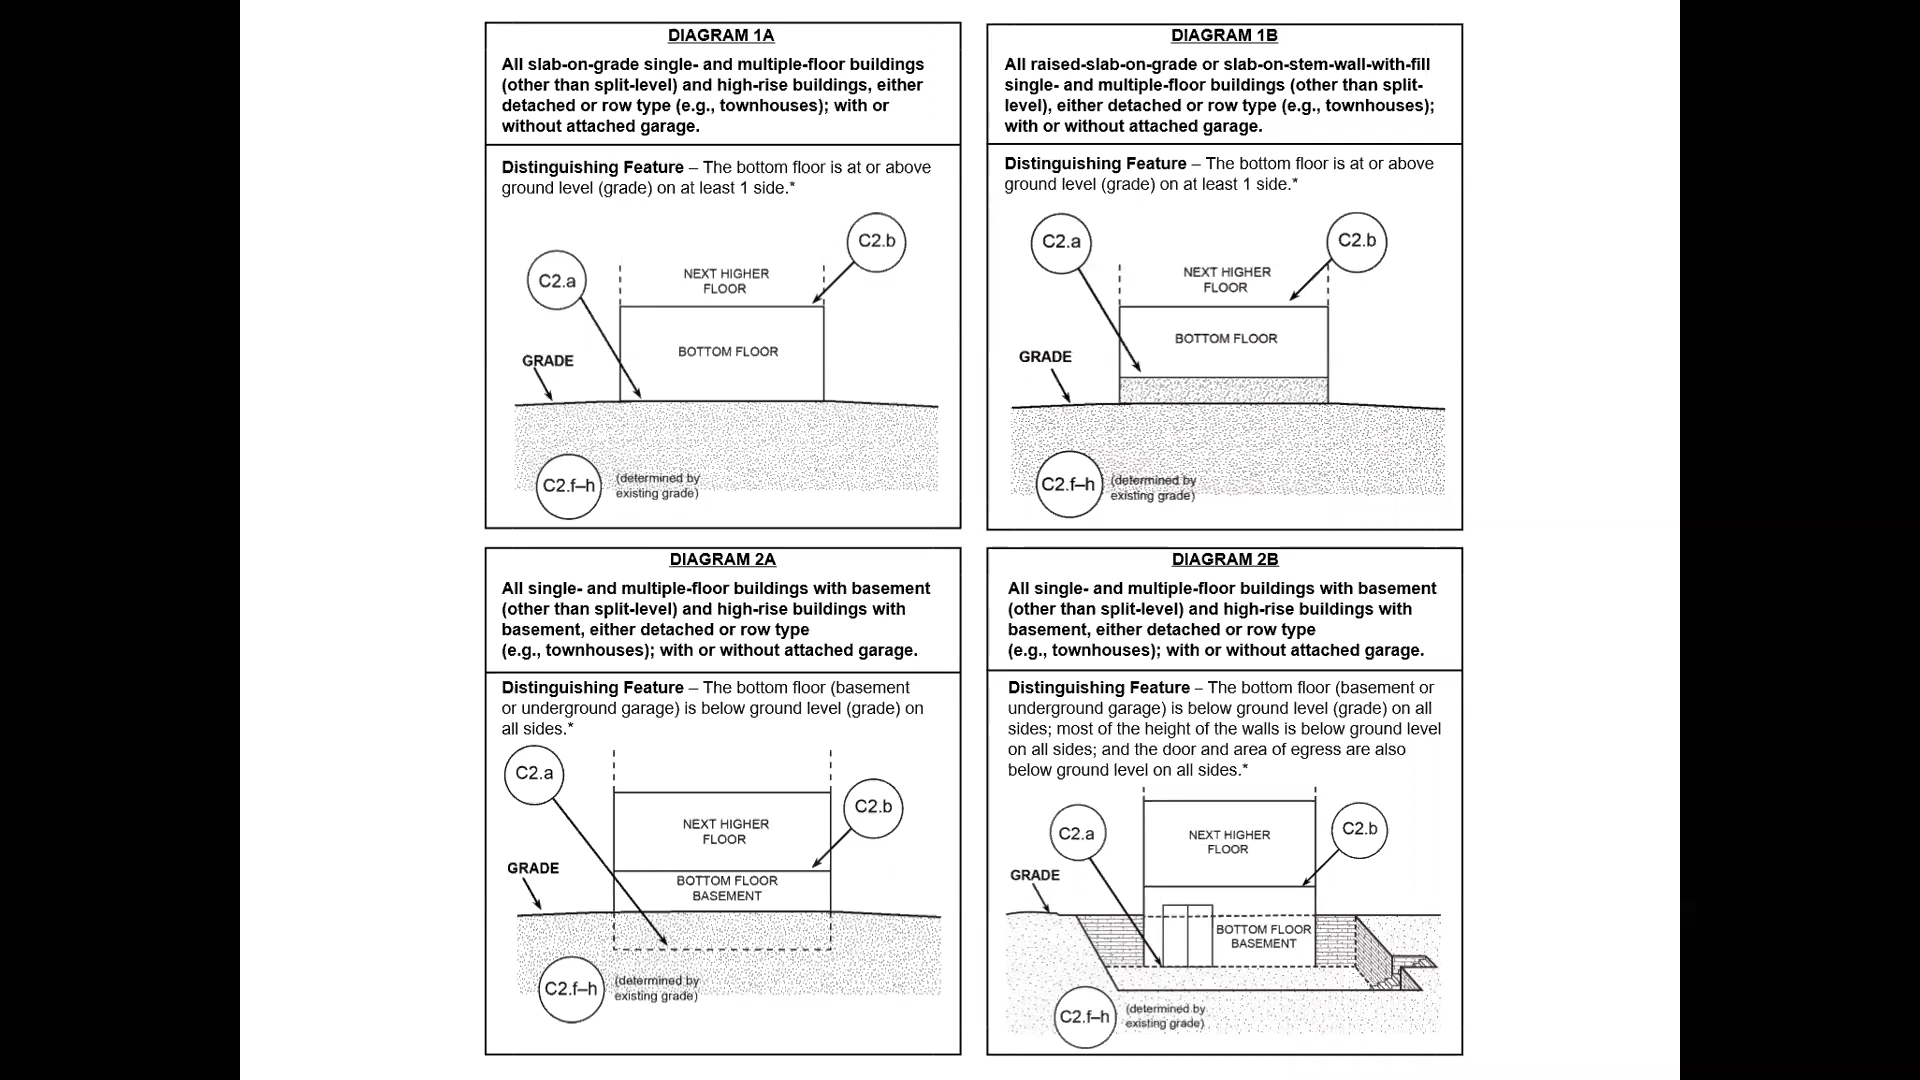 DIAGRAM 1A
All slab-on-grade single- and multiple-floor buildings
(other than split-level) and high-rise buildings, either
detached or row type (e.g., townhouses); with or
without attached garage.
Distinguishing Feature – The bottom floor is at or above
ground level (grade) on at least 1 side.*
C2.b
C2.a
NEXT HIGHER
FLOOR
BOTTOM FLOOR
GRADE
C2.f–h
(determined by
existing grade)
DIAGRAM 1B
All raised-slab-on-grade or slab-on-stem-wall-with-fill
single- and multiple-floor buildings (other than split-
level), either detached or row type (e.g., townhouses);
with or without attached garage.
Distinguishing Feature – The bottom floor is at or above
ground level (grade) on at least 1 side.*
C2.a
C2.b
NEXT HIGHER
FLOOR
BOTTOM FLOOR
GRADE
C2.f–h
(determined by
existing grade)
DIAGRAM 2A
All single- and multiple-floor buildings with basement
(other than split-level) and high-rise buildings with
basement, either detached or row type
(e.g., townhouses); with or without attached garage.
Distinguishing Feature – The bottom floor (basement
or underground garage) is below ground level (grade) on
all sides.*
C2.a
C2.b
NEXT HIGHER
FLOOR
GRADE
BOTTOM FLOOR
BASEMENT
C2.f–h
(determined by
existing grade)
DIAGRAM 2B
All single- and multiple-floor buildings with basement
(other than split-level) and high-rise buildings with
basement, either detached or row type
(e.g., townhouses); with or without attached garage.
Distinguishing Feature – The bottom floor (basement or
underground garage) is below ground level (grade) on all
sides; most of the height of the walls is below ground level
on all sides; and the door and area of egress are also
below ground level on all sides.*
C2.a
C2.b
NEXT HIGHER
FLOOR
GRADE
BOTTOM FLOOR
BASEMENT
C2.f–h
(determined by
existing grade)